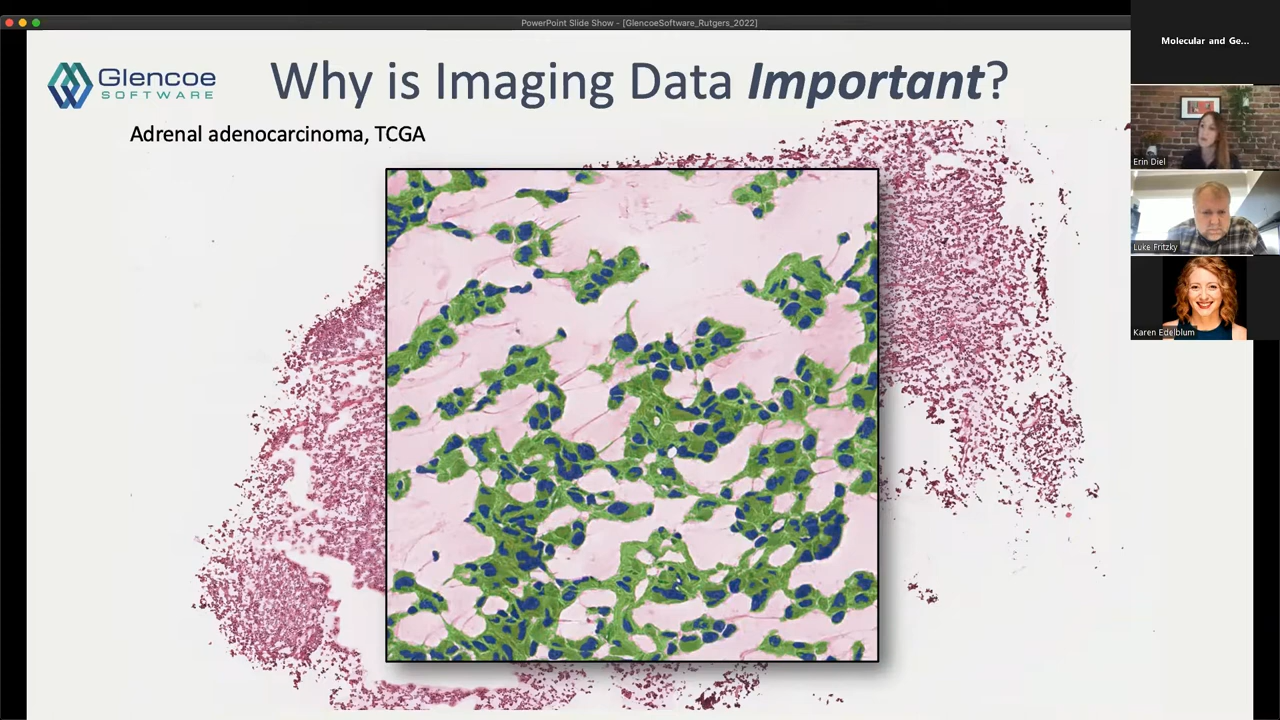 PowerPoint Slide Show - [GlencoeSoftware_Rutgers_2022]
Glencoe
SOFTWARE
Why is Imaging Data Important?
Adrenal adenocarcinoma, TCGA
Molecular and Ge...
Erin Diel
Luke Fritzky
Karen Edelblum